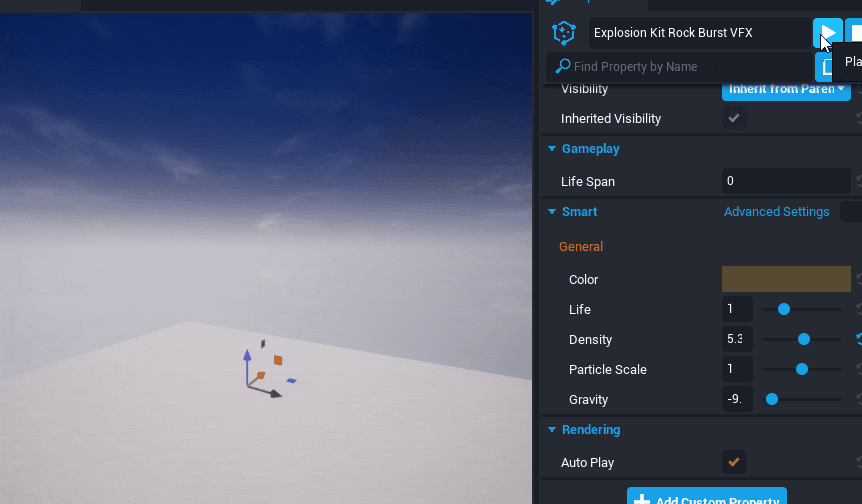 Explosion Kit Rock Burst VFX
Pla
Find Property by Name
Visibility
Inherit from Paren
Inherited Visibility
Gameplay
Life Span 0
Smart Advanced Settings
General
Color
Life 1
Density 5.3
Particle Scale 1
Gravity -9.
Rendering
Auto Play
Add Custom Property